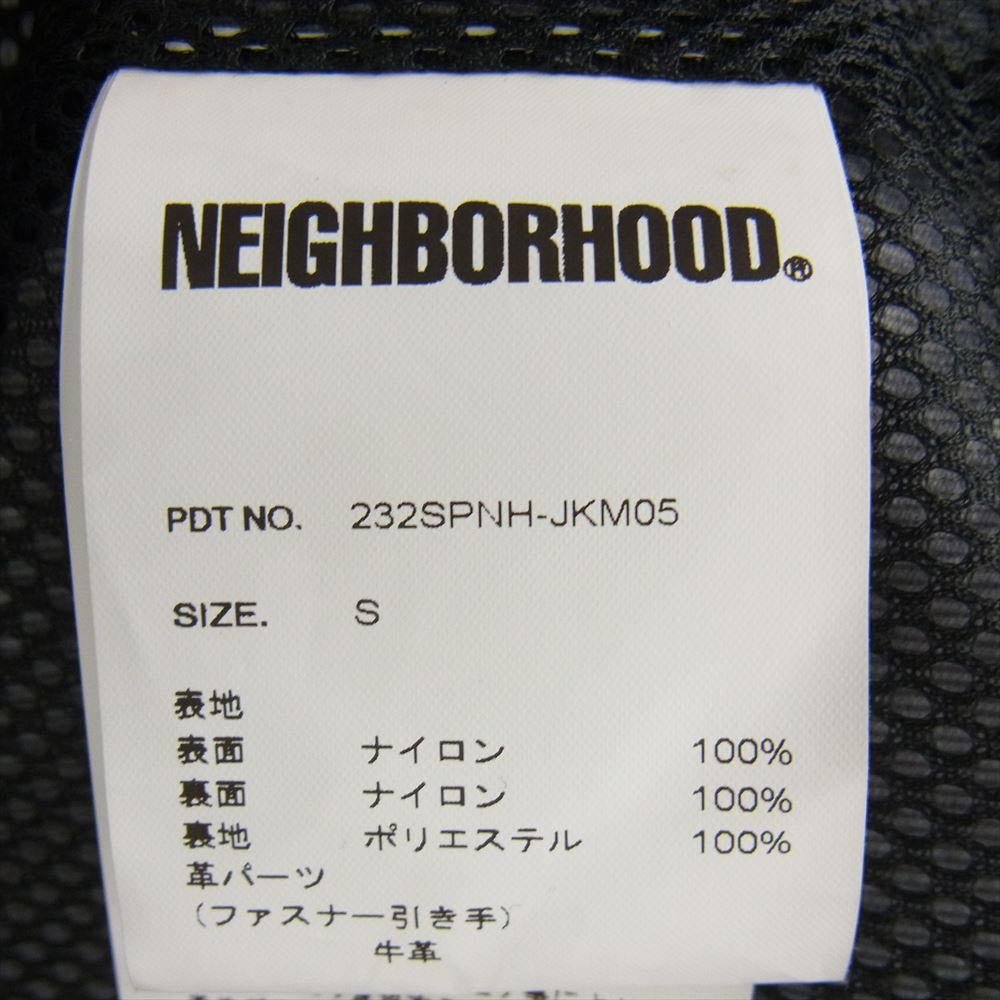 NEIGHBORHOOD®
PDT NO. 232SPNH-JKM05
SIZE. S
表地
表面 ナイロン 100%
裏面 ナイロン 100%
裏地 ポリエステル 100%
革パーツ
（ファスナー引き手）
牛革